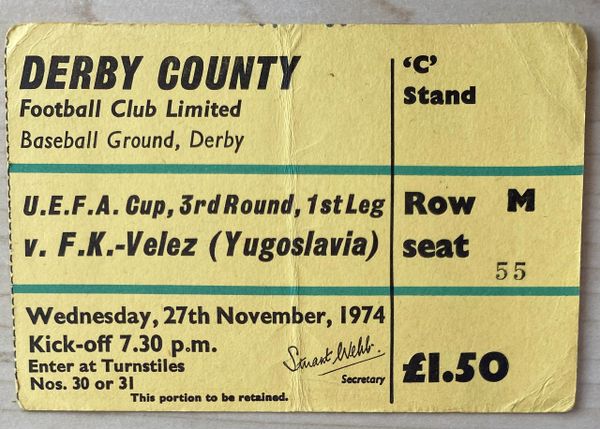 DERBY COUNTY
Football Club Limited
Baseball Ground, Derby
'C'
Stand
U.E.F.A. Cup, 3rd Round, 1st Leg
v. F.K.-Velez (Yugoslavia)
Row M
seat 55
Wednesday, 27th November, 1974
Kick-off 7.30 p.m.
Enter at Turnstiles
Nos. 30 or 31
Stuart Webb.
Secretary
This portion to be retained.
£1.50